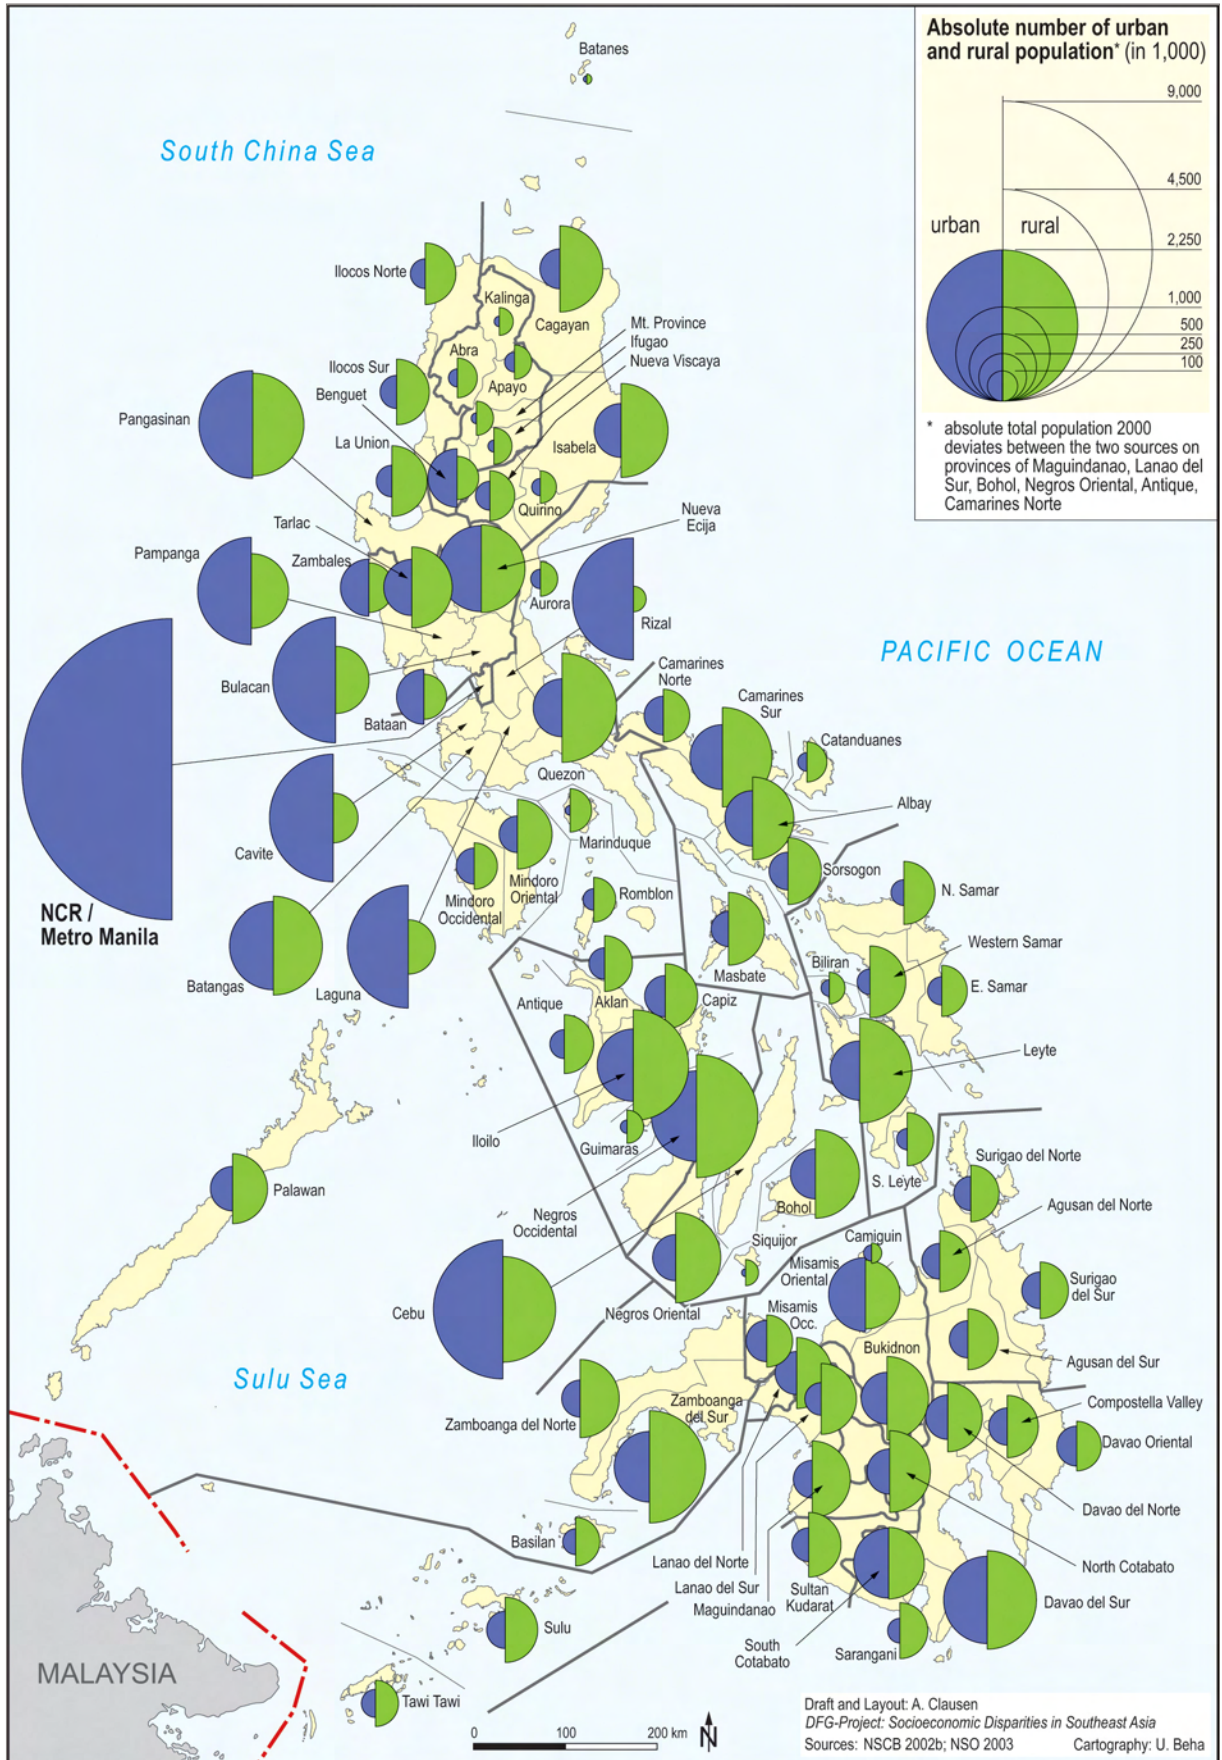 Absolute number of urban
and rural population* (in 1,000)
9,000
4,500
urban
rural
2,250
1,000
500
250
100
* absolute total population 2000
deviates between the two sources on
provinces of Maguindanao, Lanao del
Sur, Bohol, Negros Oriental, Antique,
Camarines Norte
Batanes
South China Sea
Ilocos Norte
Kalinga
Cagayan
Mt. Province
Ifugao
Nueva Viscaya
Abra
Apayo
Ilocos Sur
Benguet
Pangasinan
La Union
Isabela
Quirino
Tarlac
Nueva
Ecija
Pampanga
Zambales
Aurora
Rizal
PACIFIC OCEAN
Bulacan
Bataan
Camarines
Norte
Camarines
Sur
Catanduanes
Quezon
Albay
Cavite
Marinduque
Mindoro
Oriental
Mindoro
Occidental
Romblon
Sorsogon
N. Samar
NCR /
Metro Manila
Western Samar
Batangas
Laguna
Masbate
Biliran
E. Samar
Antique
Aklan
Capiz
Leyte
Iloilo
Guimaras
S. Leyte
Surigao del Norte
Palawan
Negros
Occidental
Bohol
Agusan del Norte
Siquijor
Camiguin
Misamis
Oriental
Surigao
del Sur
Cebu
Negros Oriental
Misamis
Occ.
Bukidnon
Agusan del Sur
Sulu Sea
Zamboanga del Norte
Zamboanga
del Sur
Compostella Valley
Davao Oriental
Davao del Norte
Basilan
Lanao del Norte
Lanao del Sur
Maguindanao
Sultan
Kudarat
North Cotabato
Davao del Sur
South
Cotabato
Sarangani
Sulu
MALAYSIA
Tawi Tawi
0 100 200 km
N
Draft and Layout: A. Clausen
DFG-Project: Socioeconomic Disparities in Southeast Asia
Sources: NSCB 2002b; NSO 2003 Cartography: U. Beha